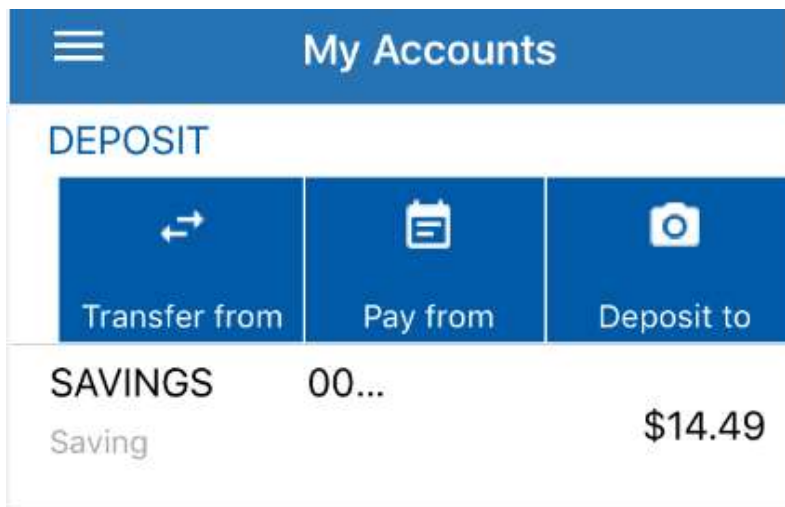 My Accounts
DEPOSIT
Transfer from Pay from Deposit to
SAVINGS 00...
$14.49
Saving